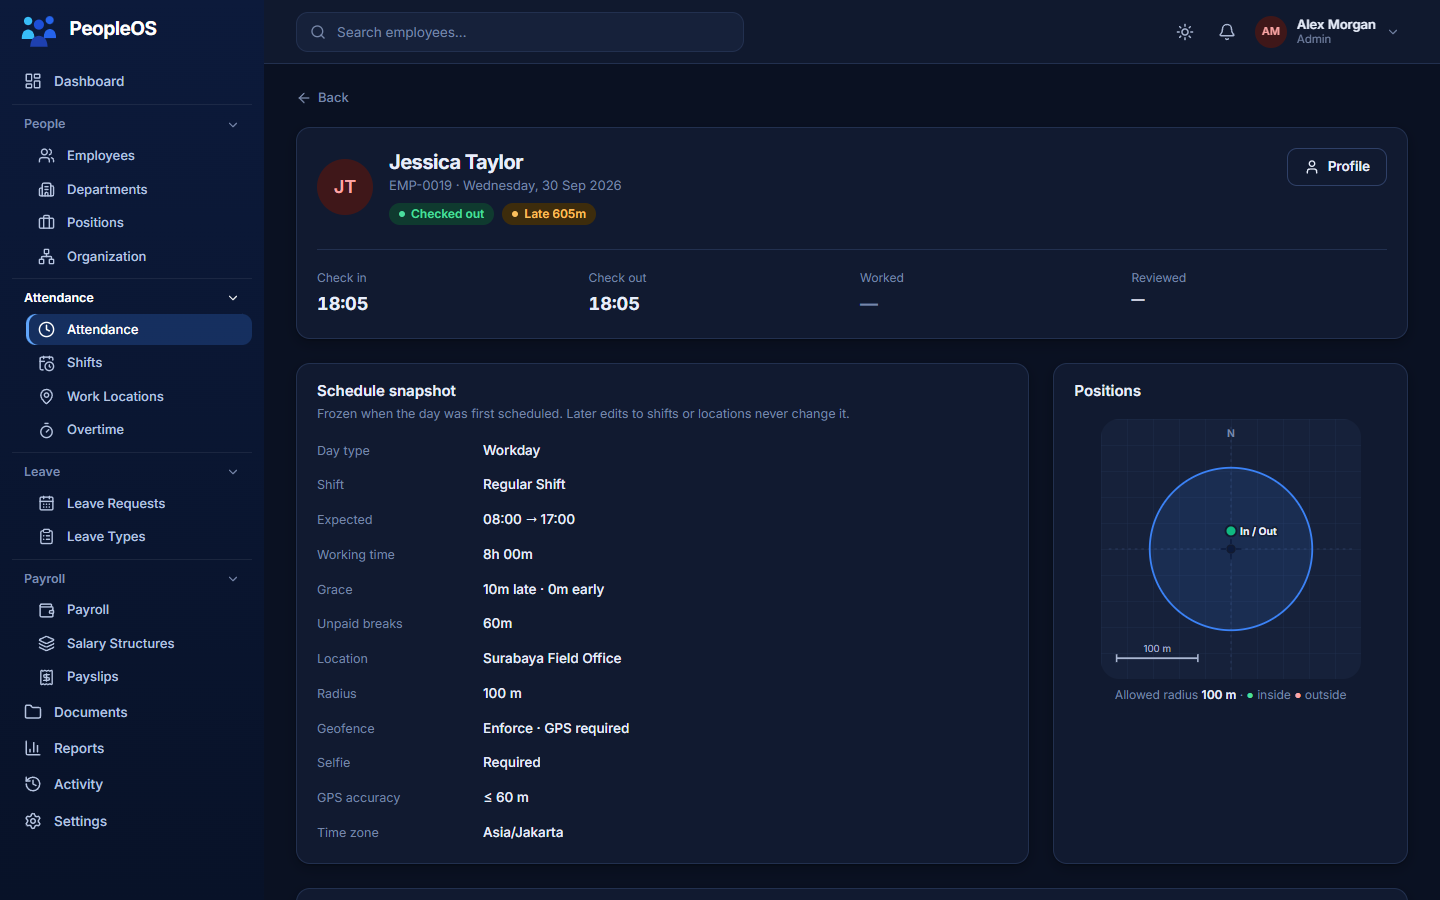 PeopleOS
Search employees...
AM
Alex Morgan
Admin
Dashboard
People
Employees
Departments
Positions
Organization
Attendance
Attendance
Shifts
Work Locations
Overtime
Leave
Leave Requests
Leave Types
Payroll
Payroll
Salary Structures
Payslips
Documents
Reports
Activity
Settings
Back
JT
Jessica Taylor
EMP-0019 · Wednesday, 30 Sep 2026
Checked out
Late 605m
Profile
Check in
18:05
Check out
18:05
Worked
—
Reviewed
—
Schedule snapshot
Frozen when the day was first scheduled. Later edits to shifts or locations never change it.
Day type Workday
Shift Regular Shift
Expected 08:00 → 17:00
Working time 8h 00m
Grace 10m late · 0m early
Unpaid breaks 60m
Location Surabaya Field Office
Radius 100 m
Geofence Enforce · GPS required
Selfie Required
GPS accuracy ≤ 60 m
Time zone Asia/Jakarta
Positions
N
In / Out
100 m
Allowed radius 100 m · inside outside